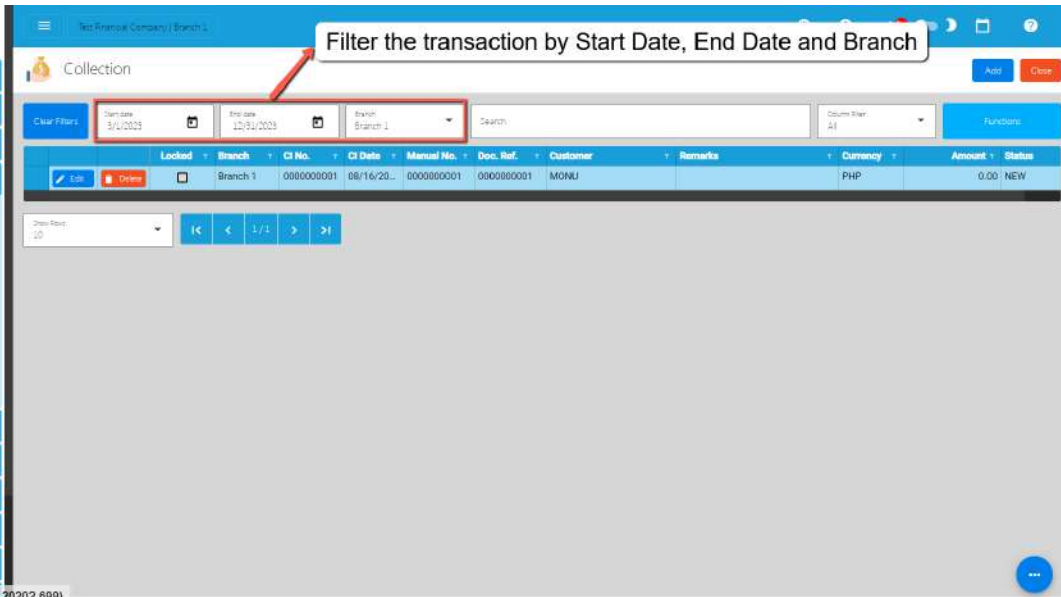 Test Financial Company | Branch 1
Filter the transaction by Start Date, End Date and Branch
Collection
Add
Close
Clear Filters
Start date
5/1/2023
End date
12/31/2023
Branch
Branch 1
Search
Column Filter
All
Functions
Locked Branch CI No. CI Date Manual No. Doc. Ref. Customer Remarks Currency Amount Status
Edit Delete Branch 1 0000000001 08/16/20... 0000000001 0000000001 MONU PHP 0.00 NEW
Show Rows
10
1/1